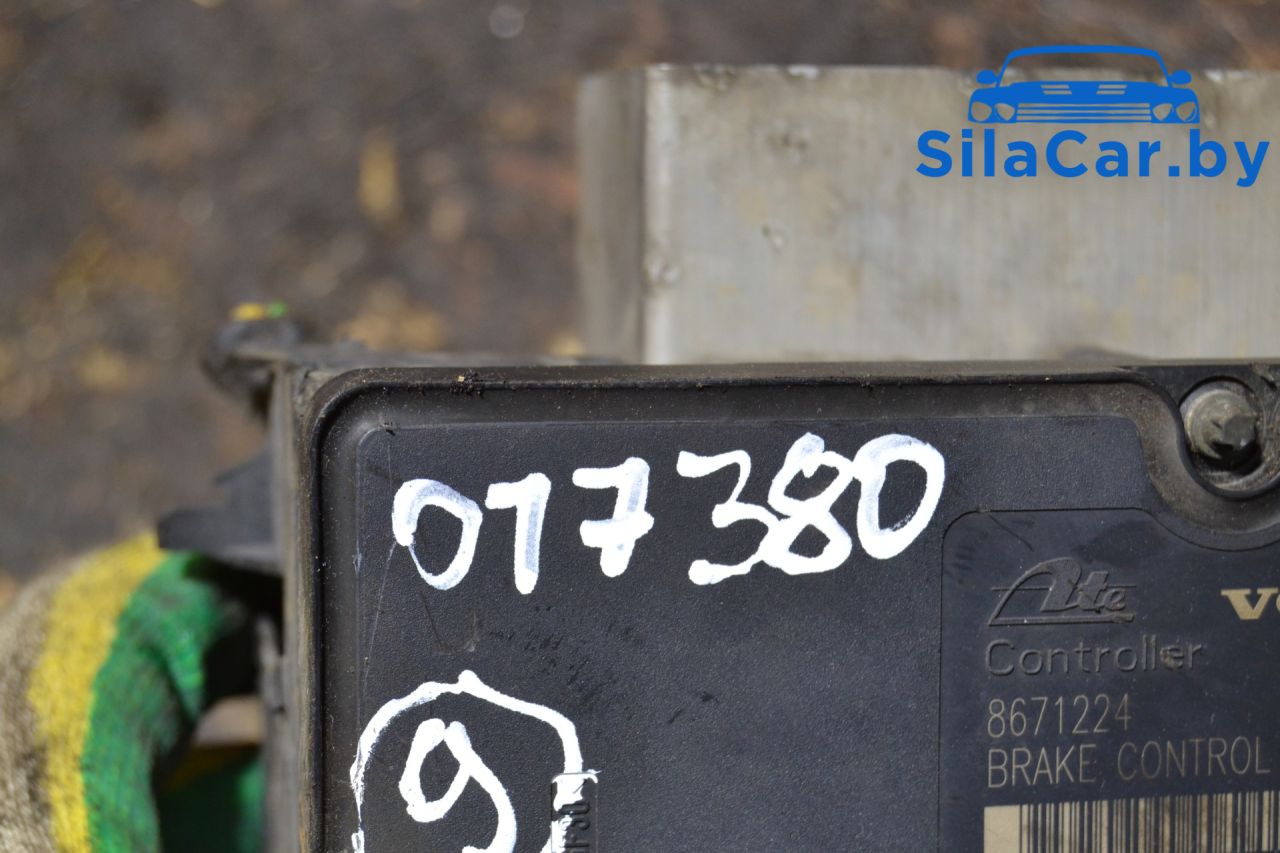 SilaCar.by
017380
Ate
Controller
8671224
BRAKE CONTROL
9